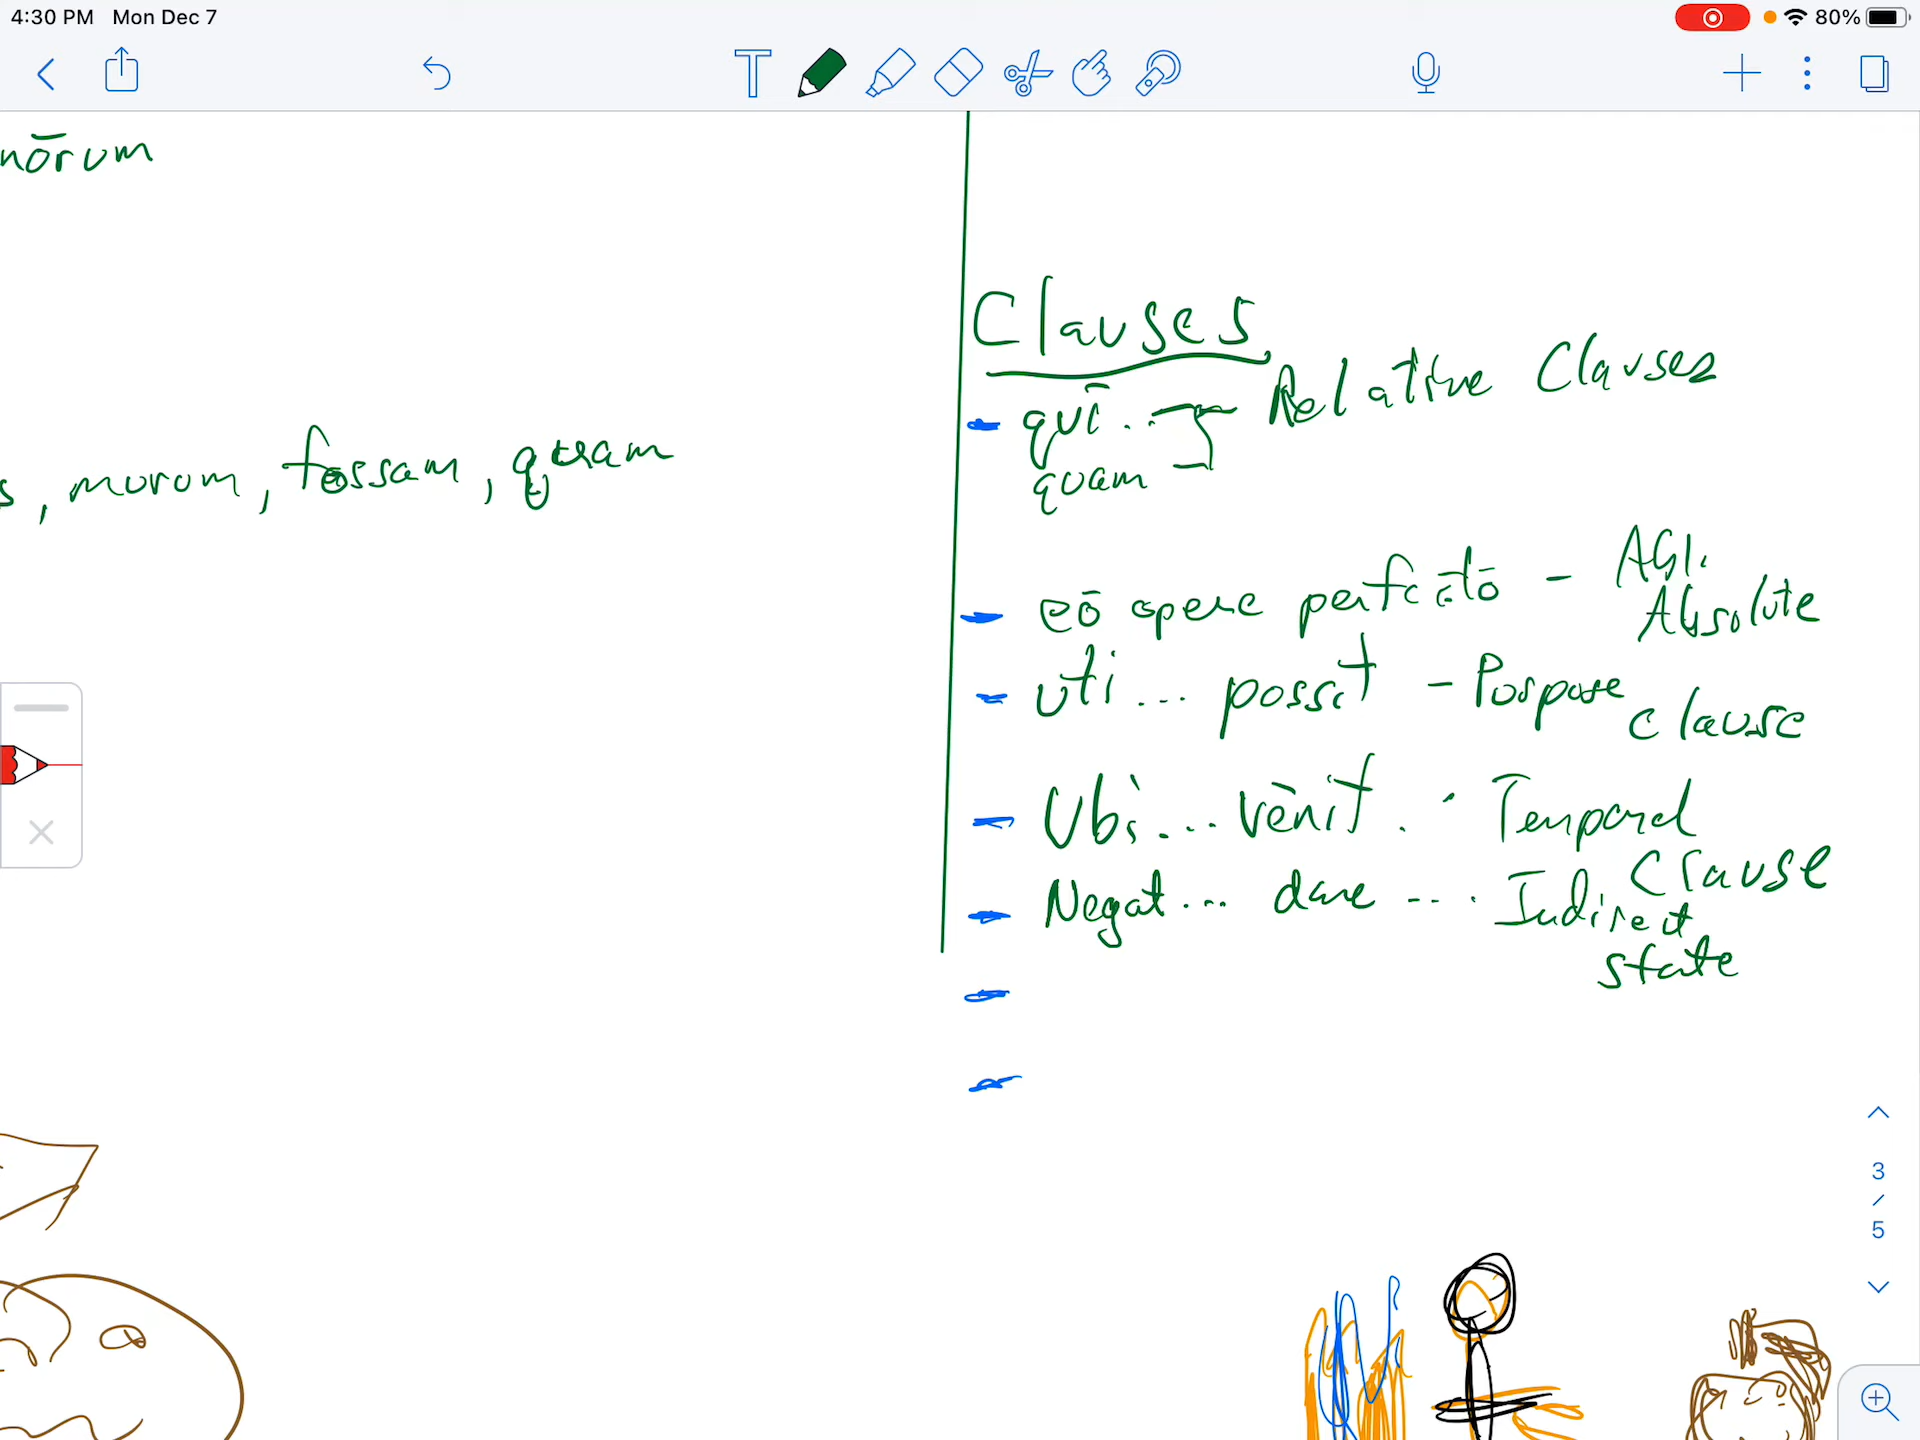 4:30 PM Mon Dec 7
80%
T
nōrum
s, murum, fossam, quam
Clauses
quī...
quam
Relative Clauses
eō opere perfectō - Abl.
Absolute
uti... possit - Purpose
clause
Ubi... vēnit. Temporal
Clause
Negat... dare ... Indirect
state
3
/
5